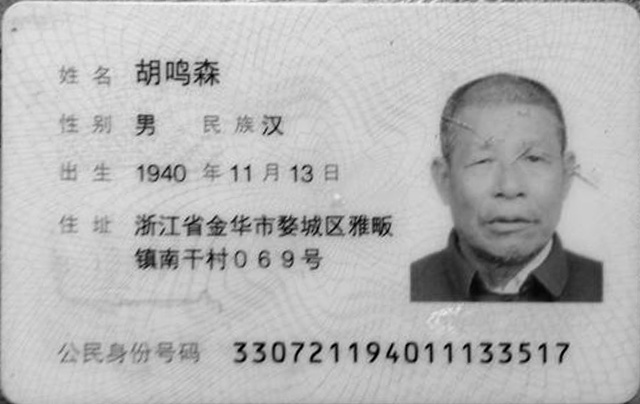 姓名 胡鸣森
性别 男 民族 汉
出生 1940 年 11 月 13 日
住址 浙江省金华市婺城区雅畈
镇南干村069号
公民身份号码 330721194011133517